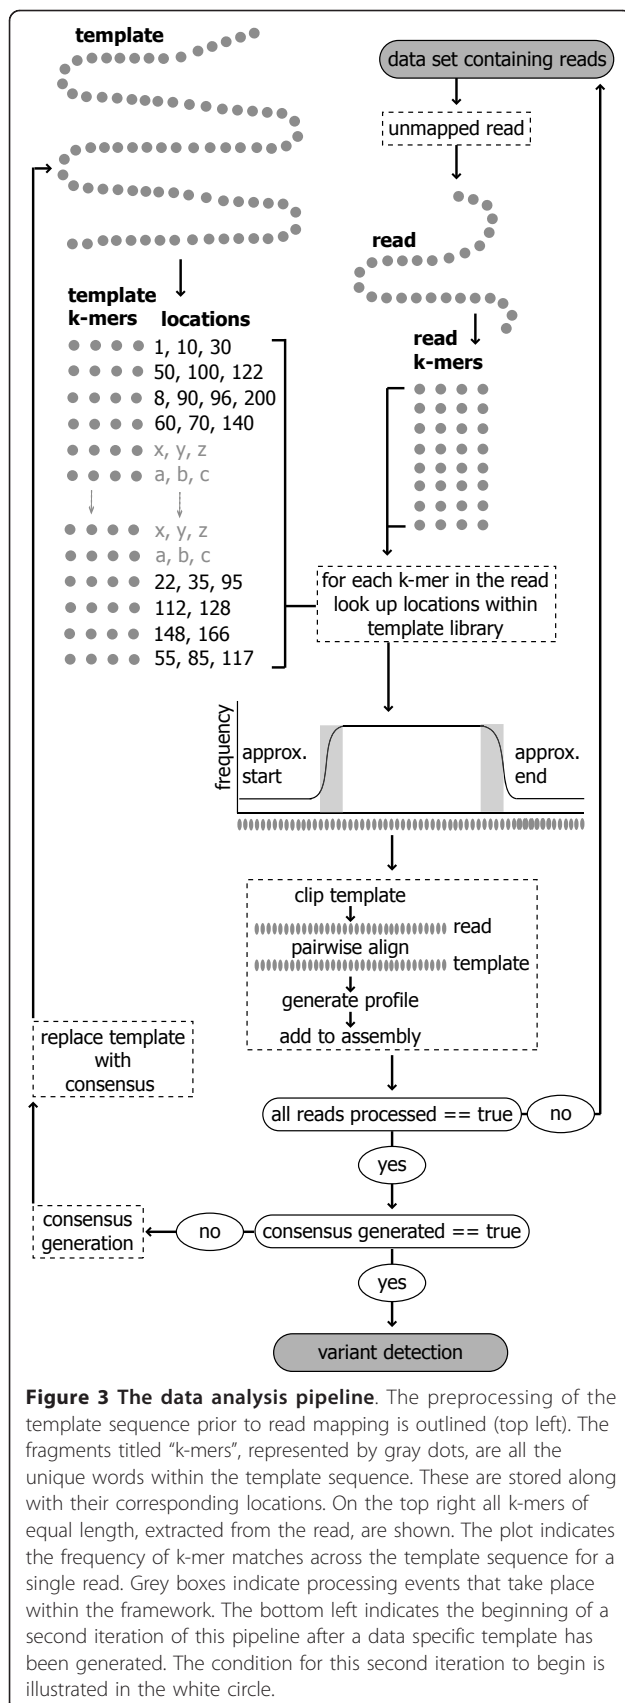 template
data set containing reads
unmapped read
read
template
k-mers
locations
1, 10, 30
50, 100, 122
8, 90, 96, 200
60, 70, 140
x, y, z
a, b, c
x, y, z
a, b, c
22, 35, 95
112, 128
148, 166
55, 85, 117
read
k-mers
for each k-mer in the read
look up locations within
template library
frequency
approx.
start
approx.
end
clip template
read
pairwise align
template
generate profile
add to assembly
replace template
with
consensus
all reads processed == true
no
yes
consensus
generation
no
consensus generated == true
yes
variant detection
Figure 3 The data analysis pipeline. The preprocessing of the
template sequence prior to read mapping is outlined (top left). The
fragments titled “k-mers”, represented by gray dots, are all the
unique words within the template sequence. These are stored along
with their corresponding locations. On the top right all k-mers of
equal length, extracted from the read, are shown. The plot indicates
the frequency of k-mer matches across the template sequence for a
single read. Grey boxes indicate processing events that take place
within the framework. The bottom left indicates the beginning of a
second iteration of this pipeline after a data specific template has
been generated. The condition for this second iteration to begin is
illustrated in the white circle.